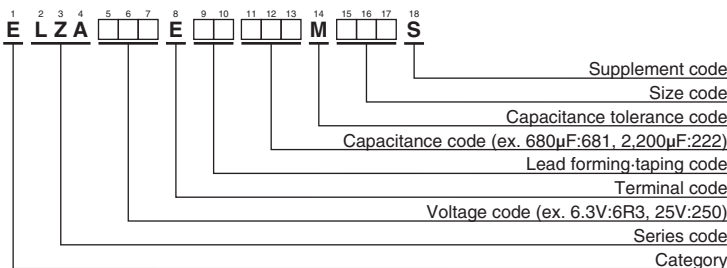 1 2 3 4 5 6 7 8 9 10 11 12 13 14 15 16 17 18
E L Z A □□□ E □□ □□□ M □□□ S
Supplement code
Size code
Capacitance tolerance code
Capacitance code (ex. 680µF:681, 2,200µF:222)
Lead forming·taping code
Terminal code
Voltage code (ex. 6.3V:6R3, 25V:250)
Series code
Category